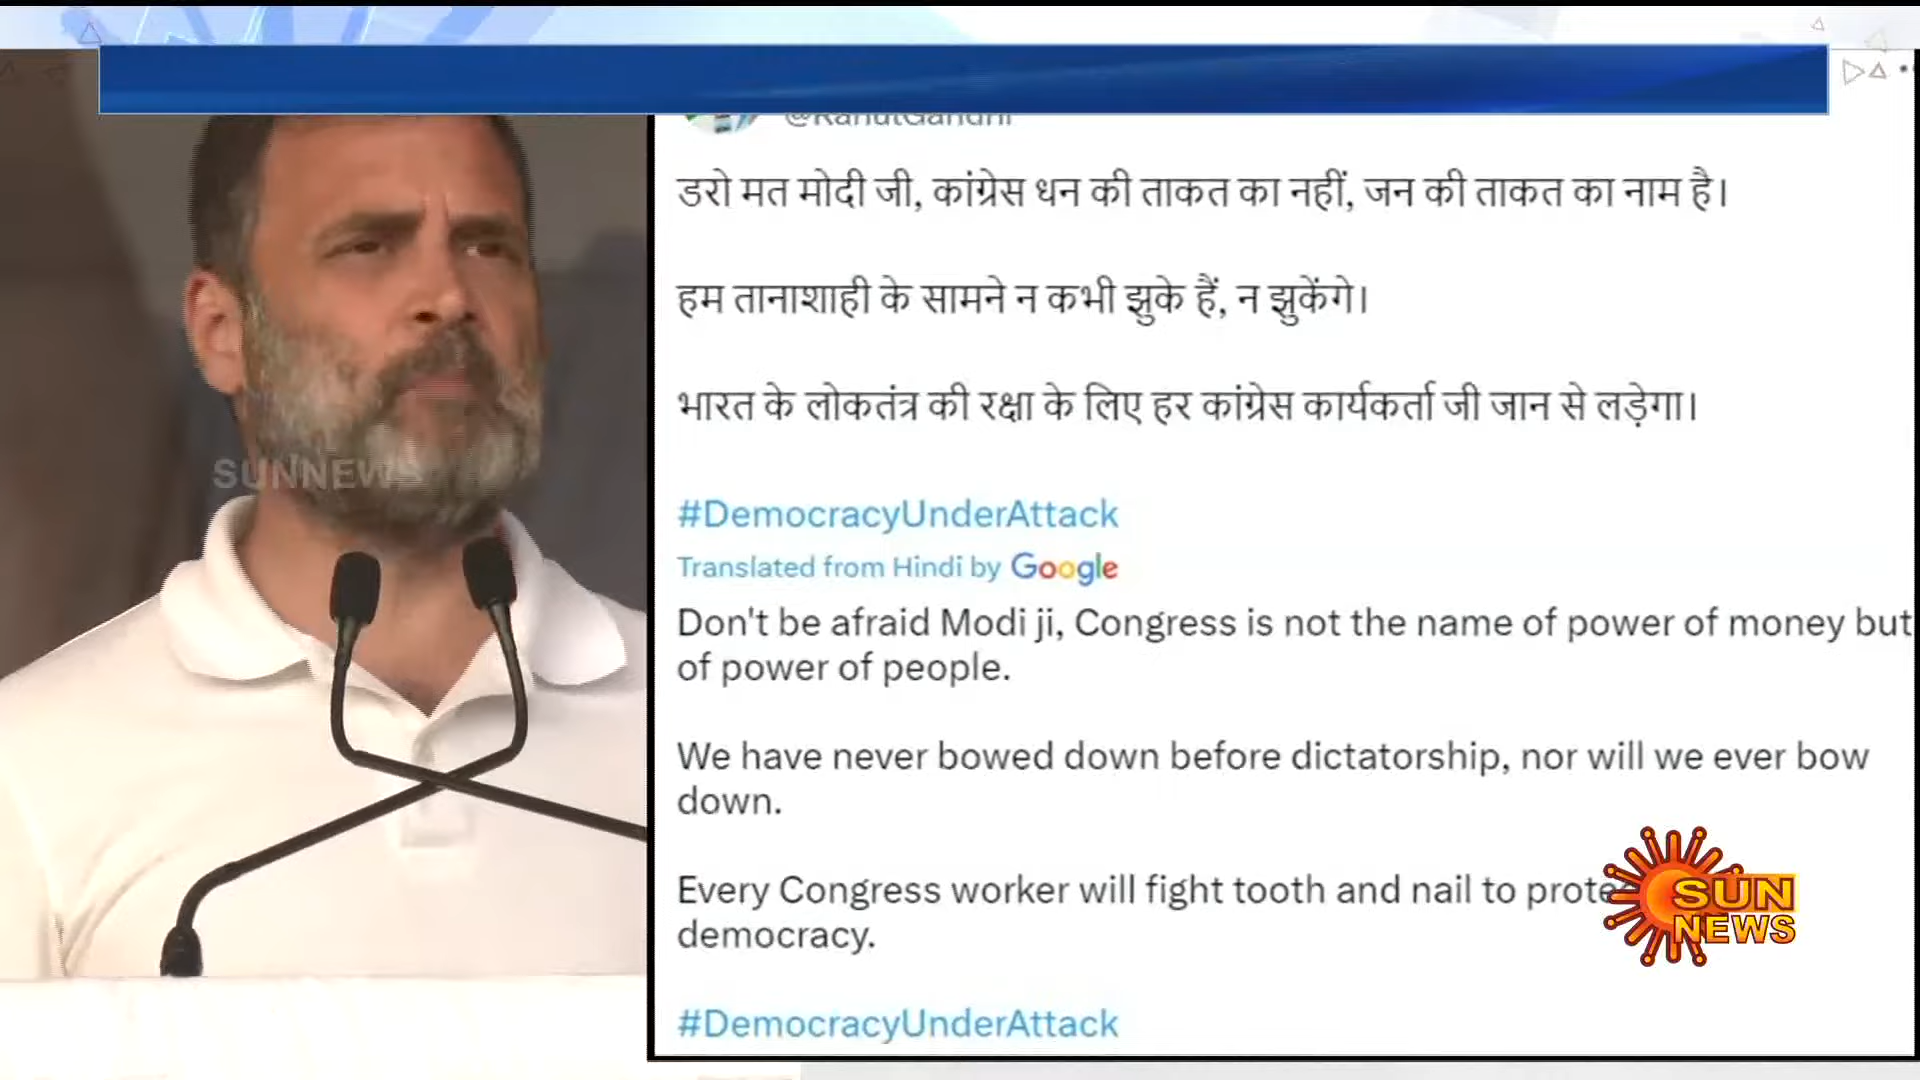 @RahulGandhi
डरो मत मोदी जी, कांग्रेस धन की ताकत का नहीं, जन की ताकत का नाम है।
हम तानाशाही के सामने न कभी झुके हैं, न झुकेंगे।
भारत के लोकतंत्र की रक्षा के लिए हर कांग्रेस कार्यकर्ता जी जान से लड़ेगा।
#DemocracyUnderAttack
Translated from Hindi by Google
Don't be afraid Modi ji, Congress is not the name of power of money but
of power of people.
We have never bowed down before dictatorship, nor will we ever bow
down.
Every Congress worker will fight tooth and nail to
democracy.
#DemocracyUnderAttack
SUNNEWS
SUN
NEWS